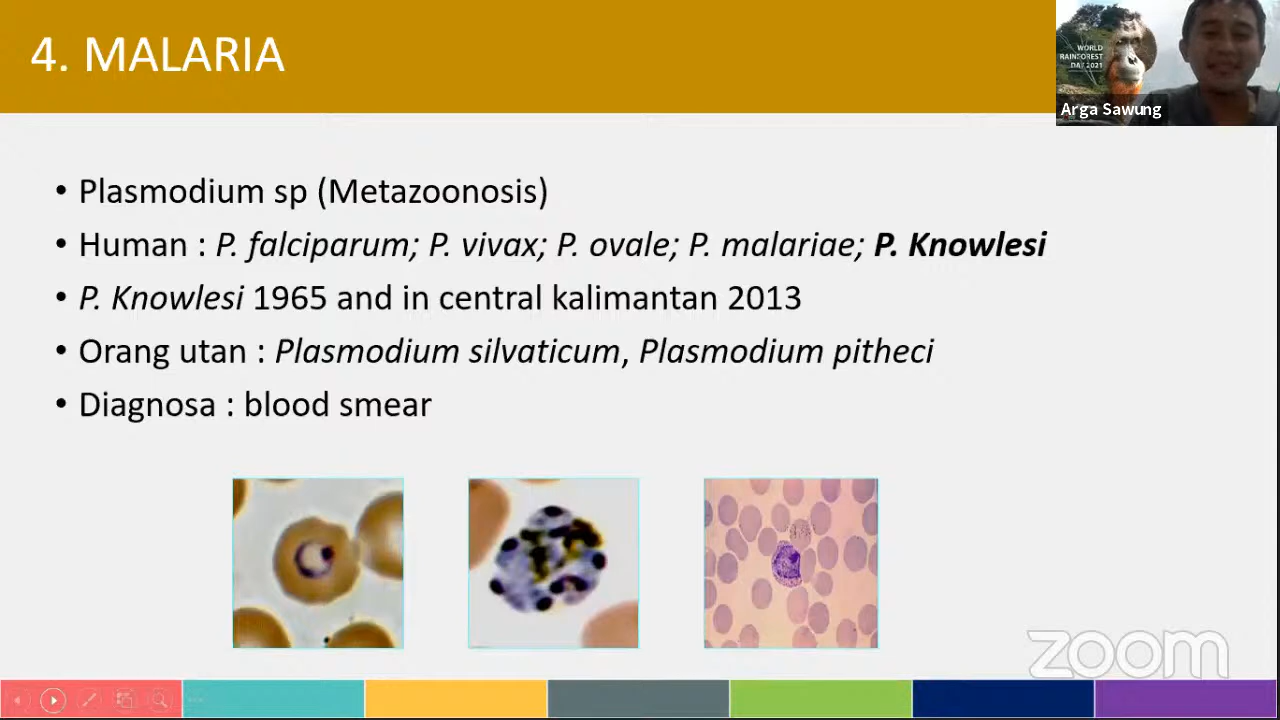 4. MALARIA
WORLD
RAINFOREST
DAY 2021
Arga Sawung
• Plasmodium sp (Metazoonosis)
• Human : P. falciparum; P. vivax; P. ovale; P. malariae; P. Knowlesi
• P. Knowlesi 1965 and in central kalimantan 2013
• Orang utan : Plasmodium silvaticum, Plasmodium pitheci
• Diagnosa : blood smear
zoom